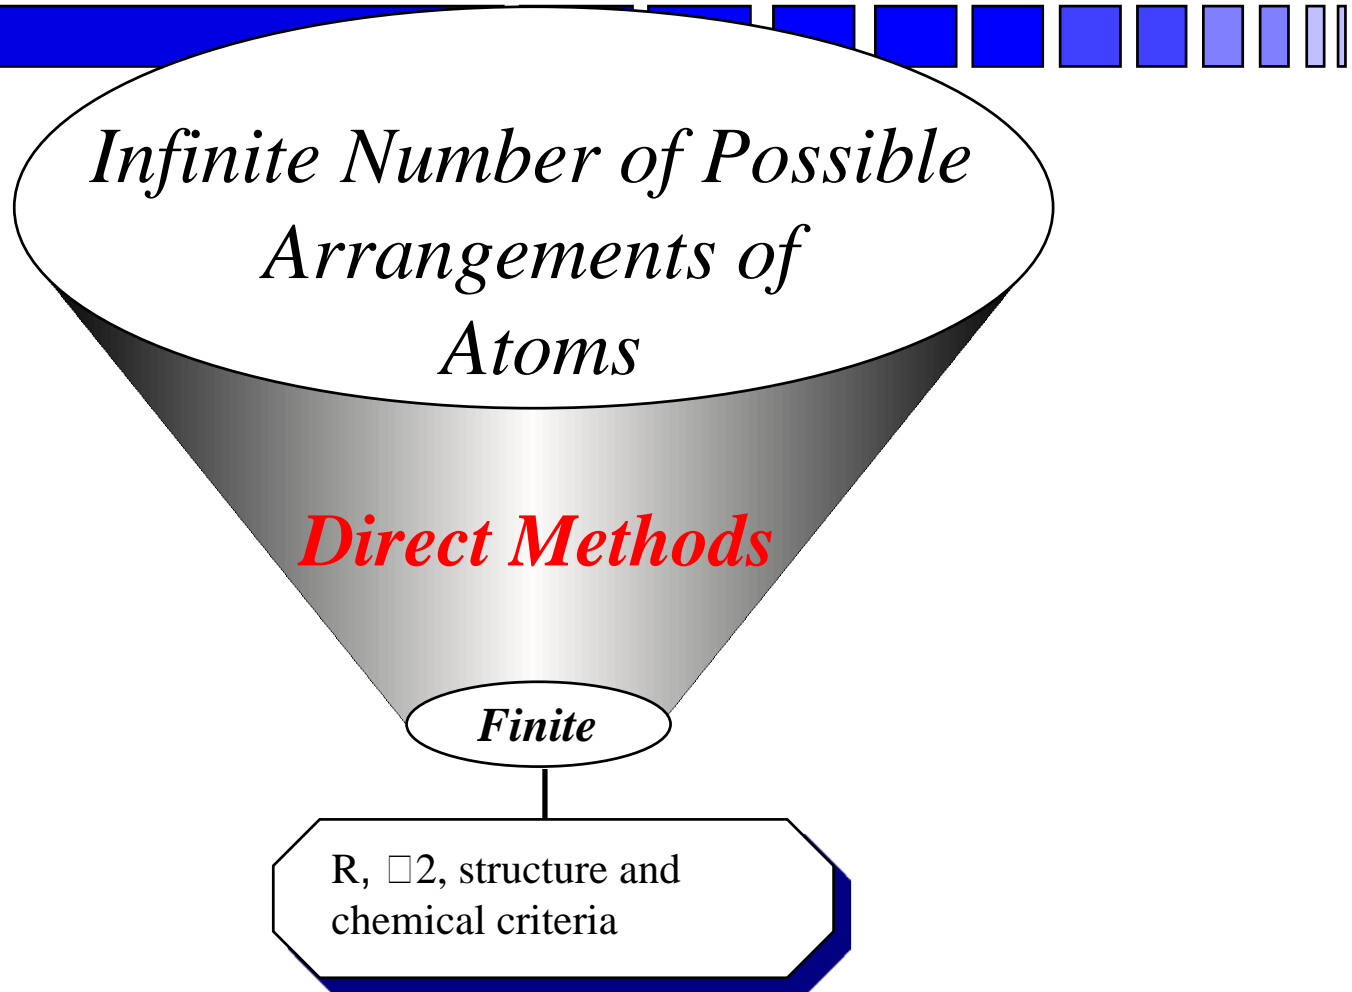 Infinite Number of Possible
Arrangements of
Atoms
Direct Methods
Finite
R, □2, structure and
chemical criteria